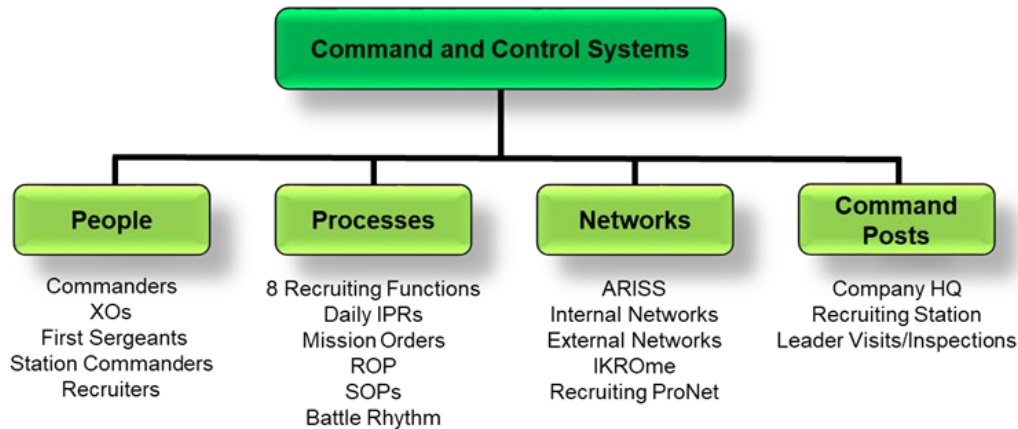 Command and Control Systems
People
Commanders
XOs
First Sergeants
Station Commanders
Recruiters
Processes
8 Recruiting Functions
Daily IPRs
Mission Orders
ROP
SOPs
Battle Rhythm
Networks
ARISS
Internal Networks
External Networks
IKROme
Recruiting ProNet
Command
Posts
Company HQ
Recruiting Station
Leader Visits/Inspections